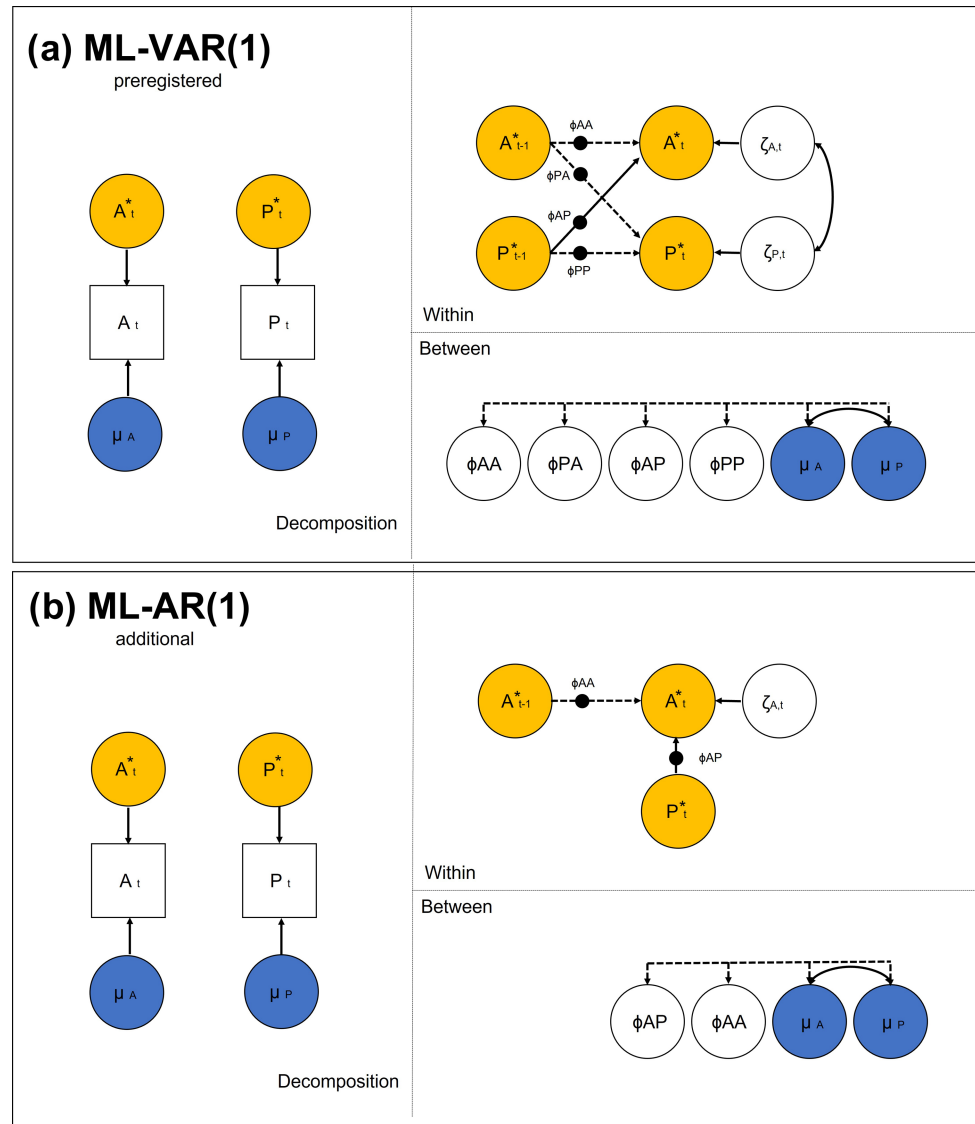 (a) ML-VAR(1)
preregistered
A*t
P*t
A t
P t
μ A
μ P
Decomposition
A*t-1
ϕAA
A*t
ζA,t
ϕPA
ϕAP
P*t-1
ϕPP
P*t
ζP,t
Within
Between
ϕAA
ϕPA
ϕAP
ϕPP
μ A
μ P
(b) ML-AR(1)
additional
A*t
P*t
A t
P t
μ A
μ P
Decomposition
A*t-1
ϕAA
A*t
ζA,t
ϕAP
P*t
Within
Between
ϕAP
ϕAA
μ A
μ P